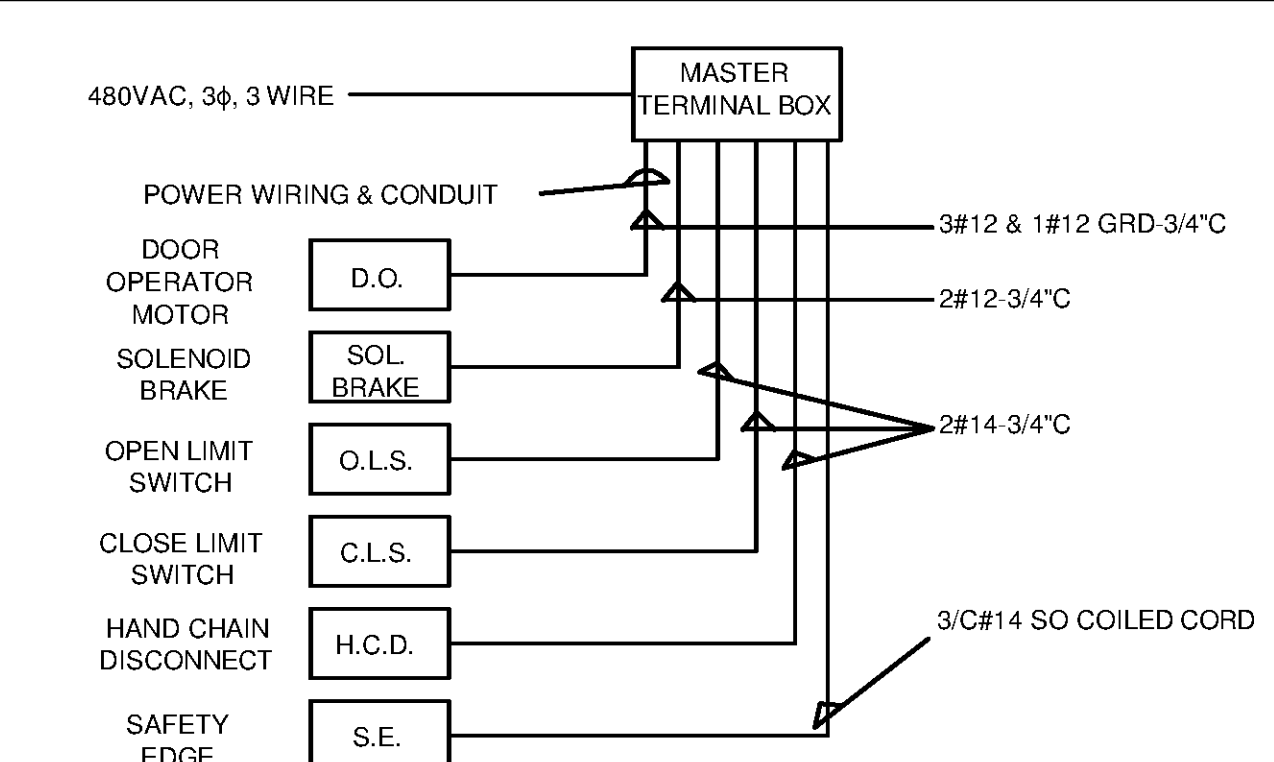 MASTER
TERMINAL BOX
480VAC, 3ϕ, 3 WIRE
POWER WIRING & CONDUIT
3#12 & 1#12 GRD-3/4"C
DOOR
OPERATOR
MOTOR
D.O.
2#12-3/4"C
SOLENOID
BRAKE
SOL.
BRAKE
2#14-3/4"C
OPEN LIMIT
SWITCH
O.L.S.
CLOSE LIMIT
SWITCH
C.L.S.
HAND CHAIN
DISCONNECT
H.C.D.
3/C#14 SO COILED CORD
SAFETY
EDGE
S.E.